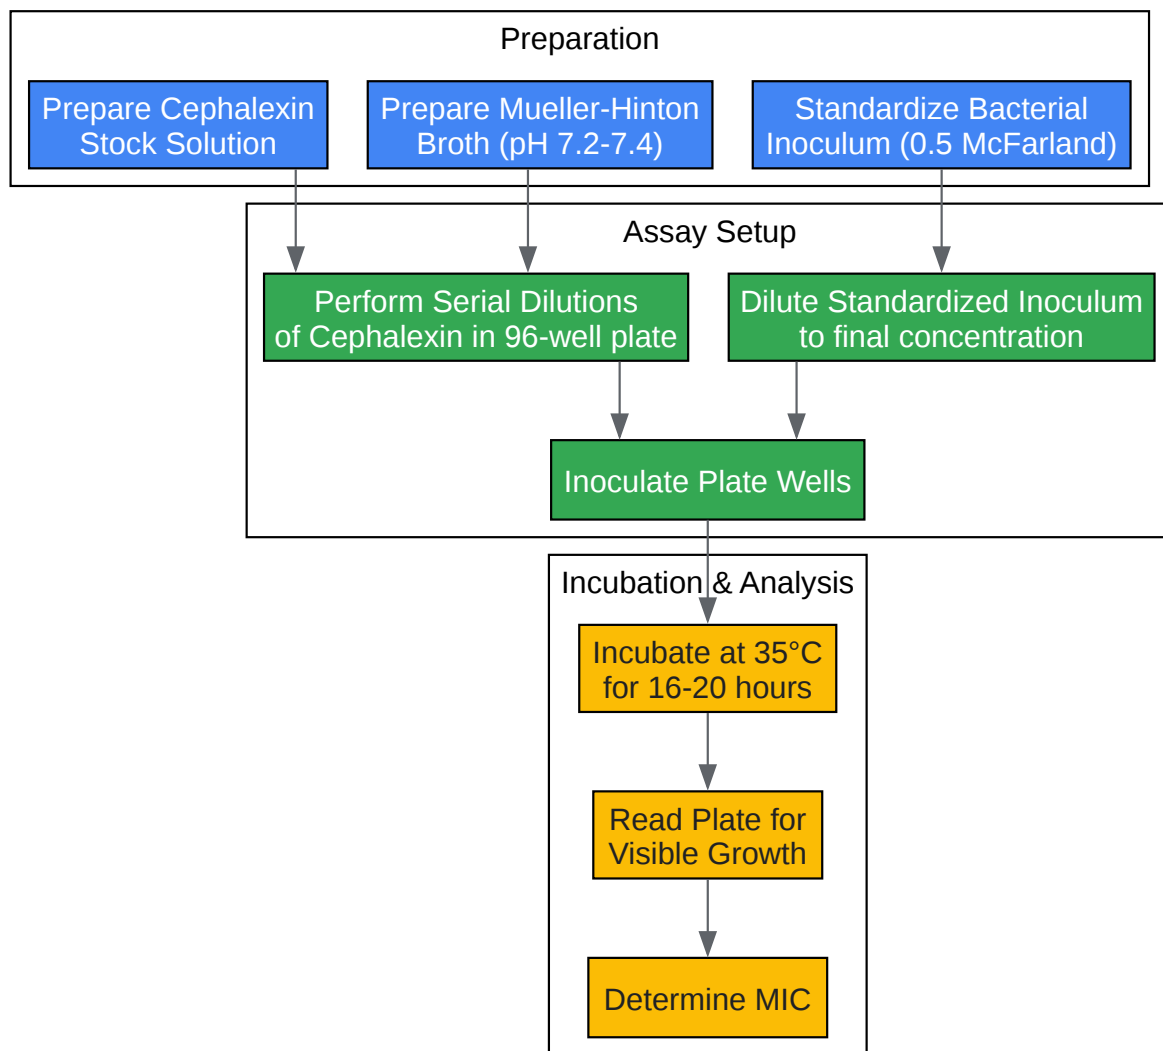 Preparation
Prepare Cephalexin
Stock Solution
Prepare Mueller-Hinton
Broth (pH 7.2-7.4)
Standardize Bacterial
Inoculum (0.5 McFarland)
Assay Setup
Perform Serial Dilutions
of Cephalexin in 96-well plate
Dilute Standardized Inoculum
to final concentration
Inoculate Plate Wells
Incubation & Analysis
Incubate at 35°C
for 16-20 hours
Read Plate for
Visible Growth
Determine MIC